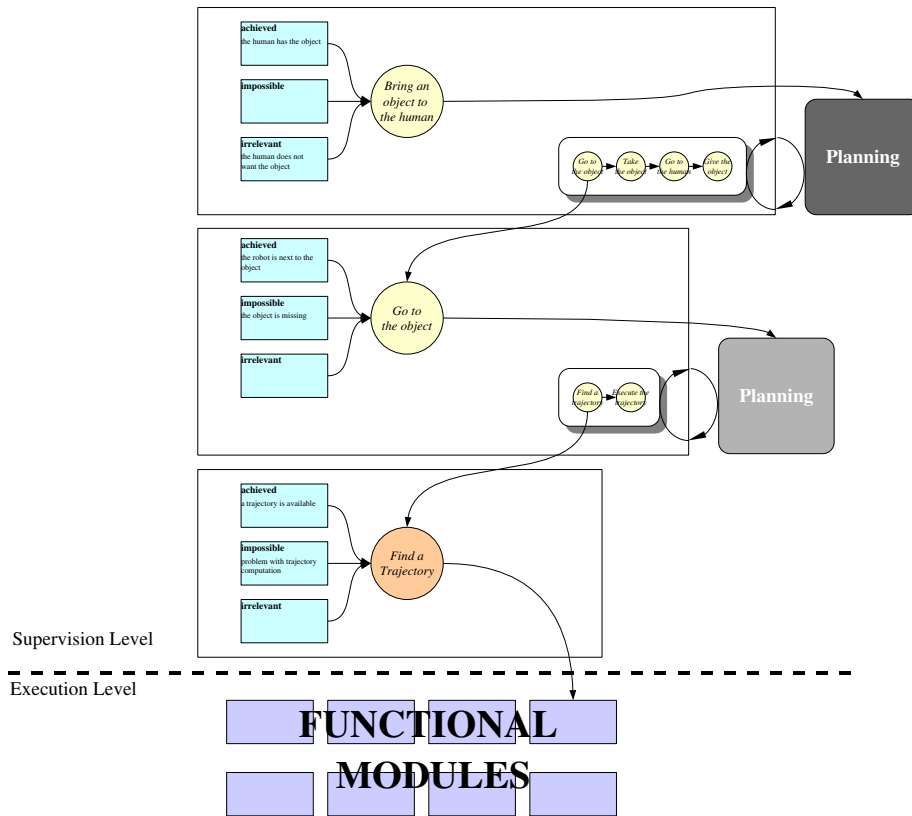 achieved
the human has the object
impossible
irrelevant
the human does not
want the object
Bring an
object to
the human
Go to
the object
Take
the object
Go to
the human
Give the
object
Planning
achieved
the robot is next to the
object
impossible
the object is missing
irrelevant
Go to
the object
Find a
trajectory
Execute the
trajectory
Planning
achieved
a trajectory is available
impossible
problem with trajectory
computation
irrelevant
Find a
Trajectory
Supervision Level
Execution Level
FUNCTIONAL
MODULES